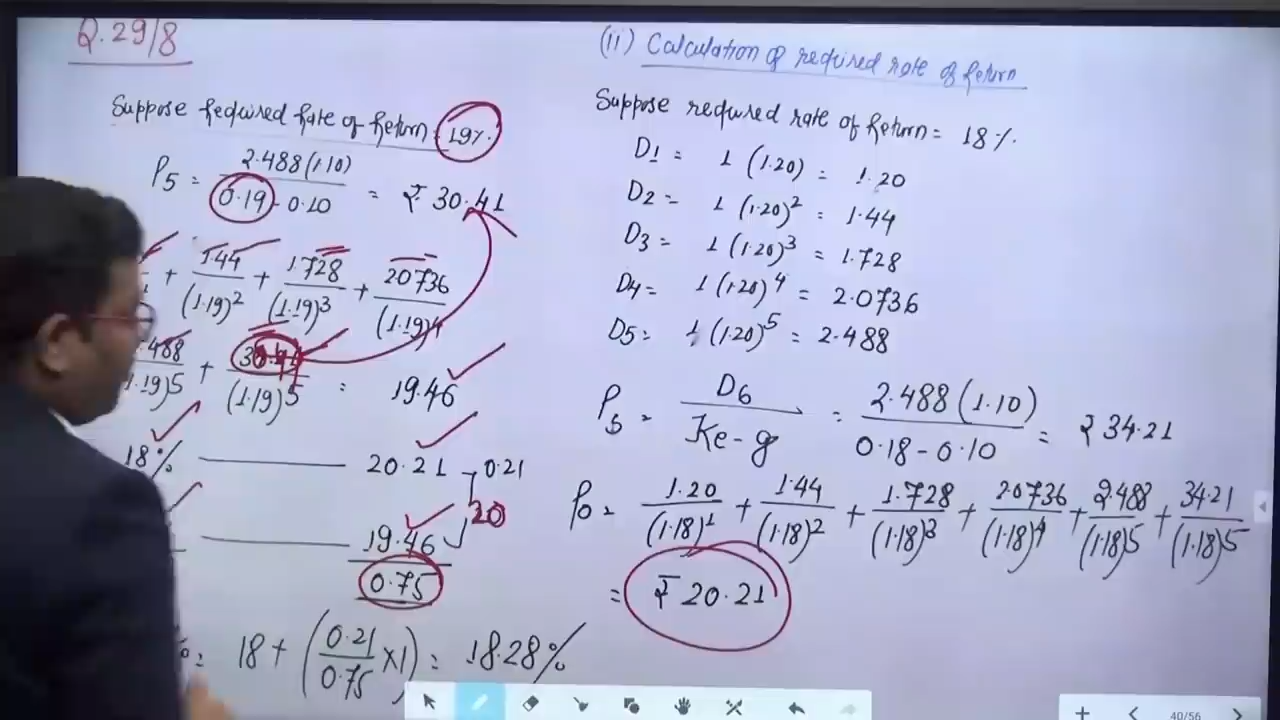 Q.29/8
Suppose Required Rate of Return = 19%.
P5 = 2.488(1.10) / 0.19 - 0.10 = ₹ 30.41
+ 1.44/(1.19)2 + 1.728/(1.19)3 + 20736/(1.19)4
.488/1.19)5 + /(1.19)5 = 19.46
18% 20.21 0.21
20
19.46
0.75
%= 18 + (0.21/0.75 × 1) = 18.28%
(ii) Calculation of required rate of Return
Suppose required rate of Return = 18%.
D1 = 1 (1.20) = 1.20
D2 = 1 (1.20)2 = 1.44
D3 = 1 (1.20)3 = 1.728
D4 = 1 (1.20)4 = 2.0736
D5 = 1 (1.20)5 = 2.488
P5 = D6 / Ke-g = 2.488(1.10) / 0.18-0.10 = ₹ 34.21
P0 = 1.20/(1.18)1 + 1.44/(1.18)2 + 1.728/(1.18)3 + 20736/(1.18)4 + 2.488/(1.18)5 + 34.21/(1.18)5
= ₹ 20.21
40/56